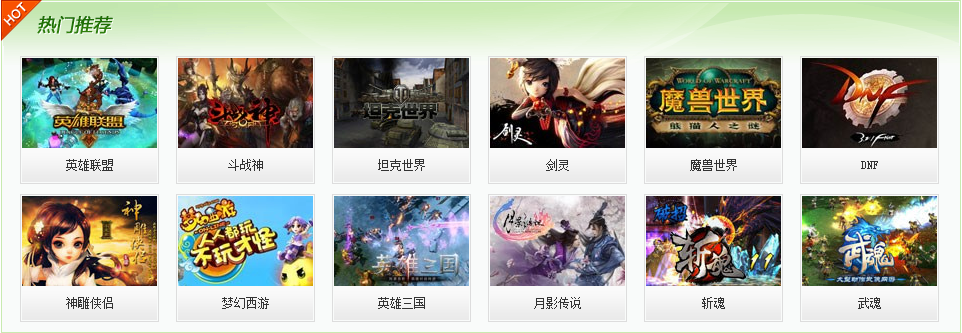 HOT
热门推荐
英雄联盟
LEAGUE OF LEGENDS
斗战神
坦克世界
剑灵
WORLD OF WARCRAFT
魔兽世界
熊猫人之谜
DNF
英雄联盟
斗战神
坦克世界
剑灵
魔兽世界
DNF
神雕侠侣
II
梦幻西游
人人都玩
不玩才怪
英雄三国
月影传说
斩魂
武魂
神雕侠侣
梦幻西游
英雄三国
月影传说
斩魂
武魂